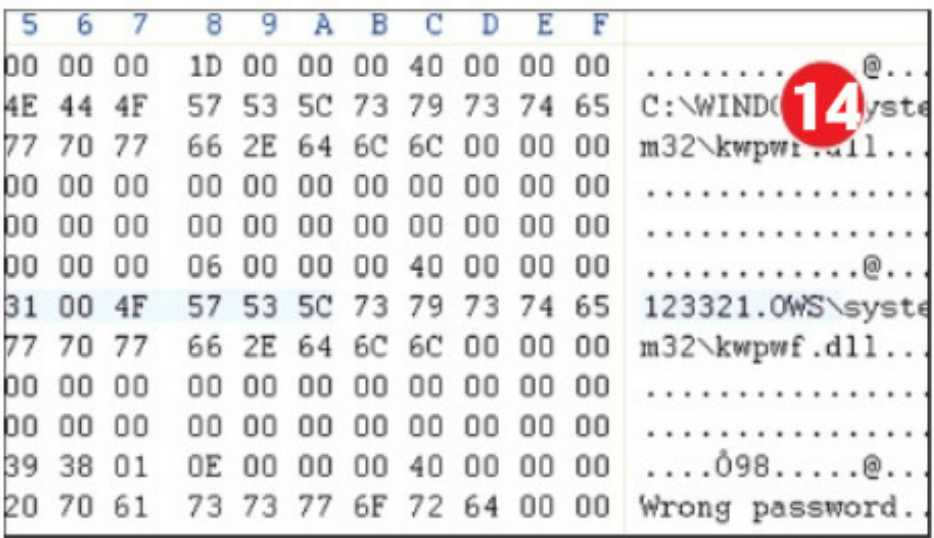 5 6 7 8 9 A B C D E F
00 00 00 1D 00 00 00 40 00 00 00 .......... @...
4E 44 4F 57 53 5C 73 79 73 74 65 C:\WIND yste
14
77 70 77 66 2E 64 6C 6C 00 00 00 m32\kwpwf.dll...
00 00 00 00 00 00 00 00 00 00 00 ................
00 00 00 00 00 00 00 00 00 00 00 ................
00 00 00 06 00 00 00 40 00 00 00 ............@...
31 00 4F 57 53 5C 73 79 73 74 65 123321.OWS\syste
77 70 77 66 2E 64 6C 6C 00 00 00 m32\kwpwf.dll...
00 00 00 00 00 00 00 00 00 00 00 ................
00 00 00 00 00 00 00 00 00 00 00 ................
39 38 01 0E 00 00 00 40 00 00 00 ....Ô98.....@...
20 70 61 73 73 77 6F 72 64 00 00 Wrong password..